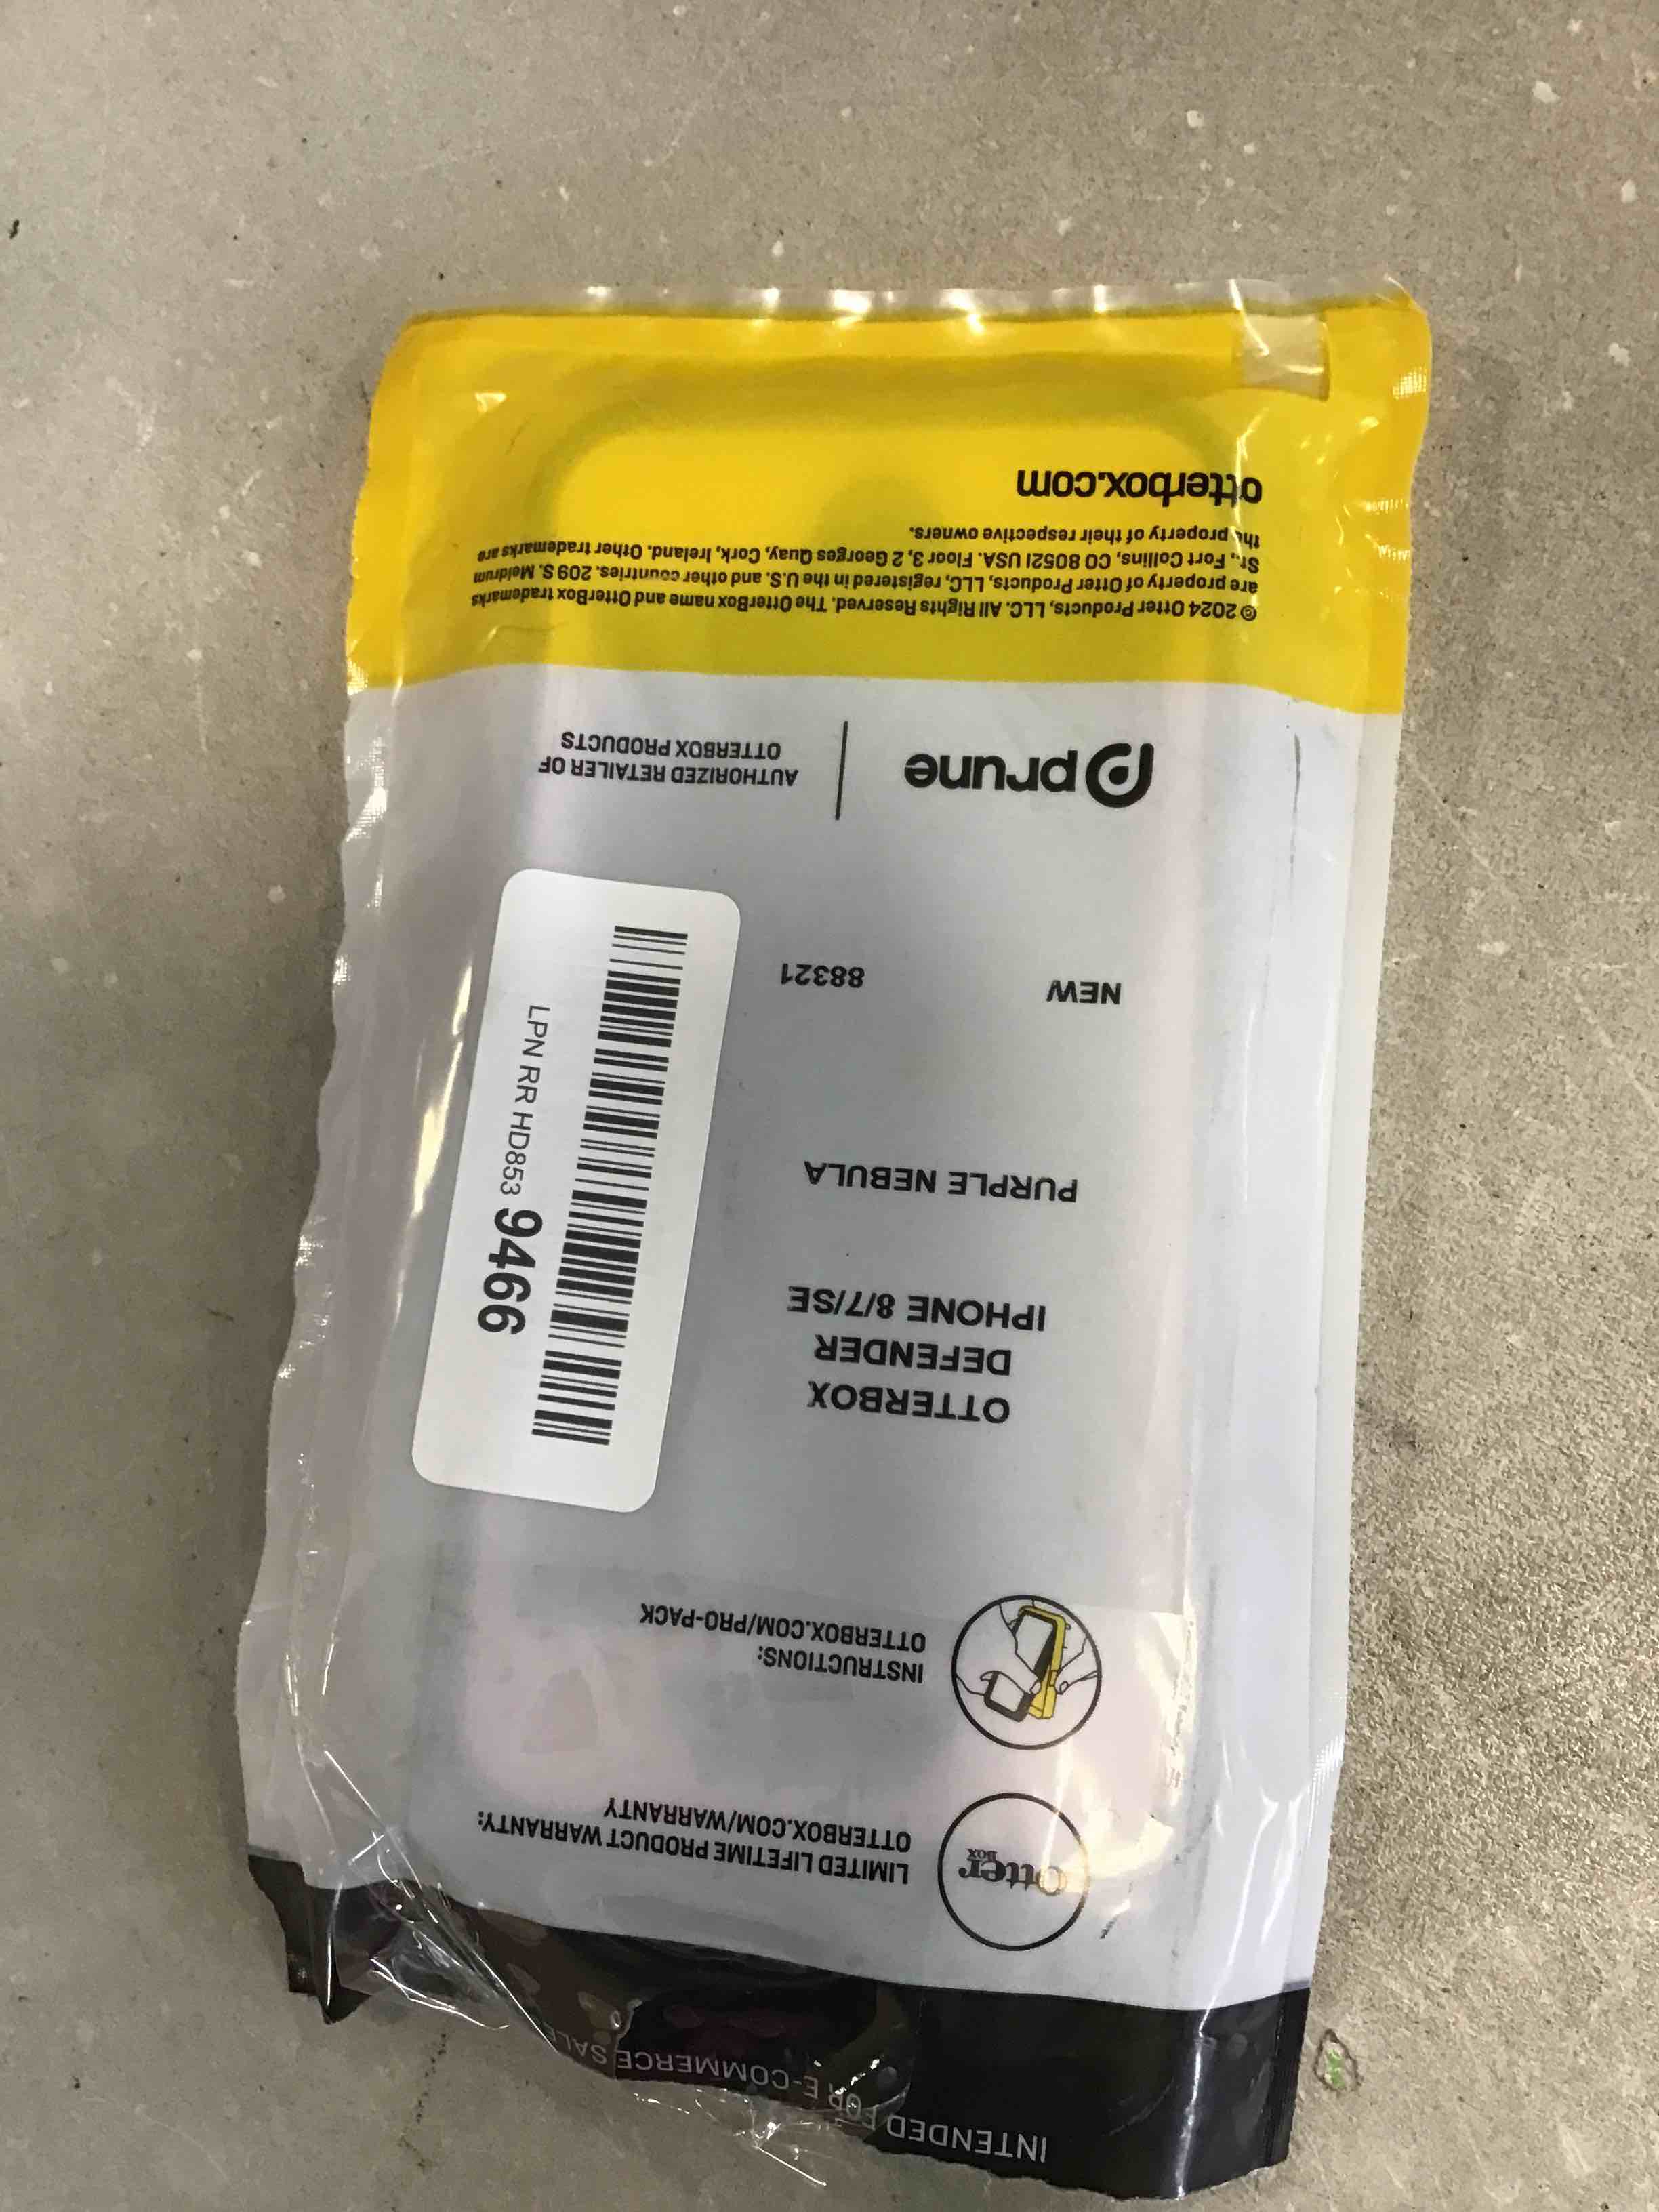 INTENDED FOR E-COMMERCE SALE
Otter
BOX
LIMITED LIFETIME PRODUCT WARRANTY:
OTTERBOX.COM/WARRANTY
INSTRUCTIONS:
OTTERBOX.COM/PRO-PACK
OTTERBOX
DEFENDER
IPHONE 8/7/SE
PURPLE NEBULA
NEW 88321
LPN RR HD853 9466
prune
AUTHORIZED RETAILER OF
OTTERBOX PRODUCTS
© 2024 Otter Products, LLC. All Rights Reserved. The OtterBox name and OtterBox trademarks
are property of Otter Products, LLC, registered in the U.S. and other countries. 209 S. Meldrum
St., Fort Collins, CO 80521 USA. Floor 3, 2 Georges Quay, Cork, Ireland. Other trademarks are
the property of their respective owners.
otterbox.com